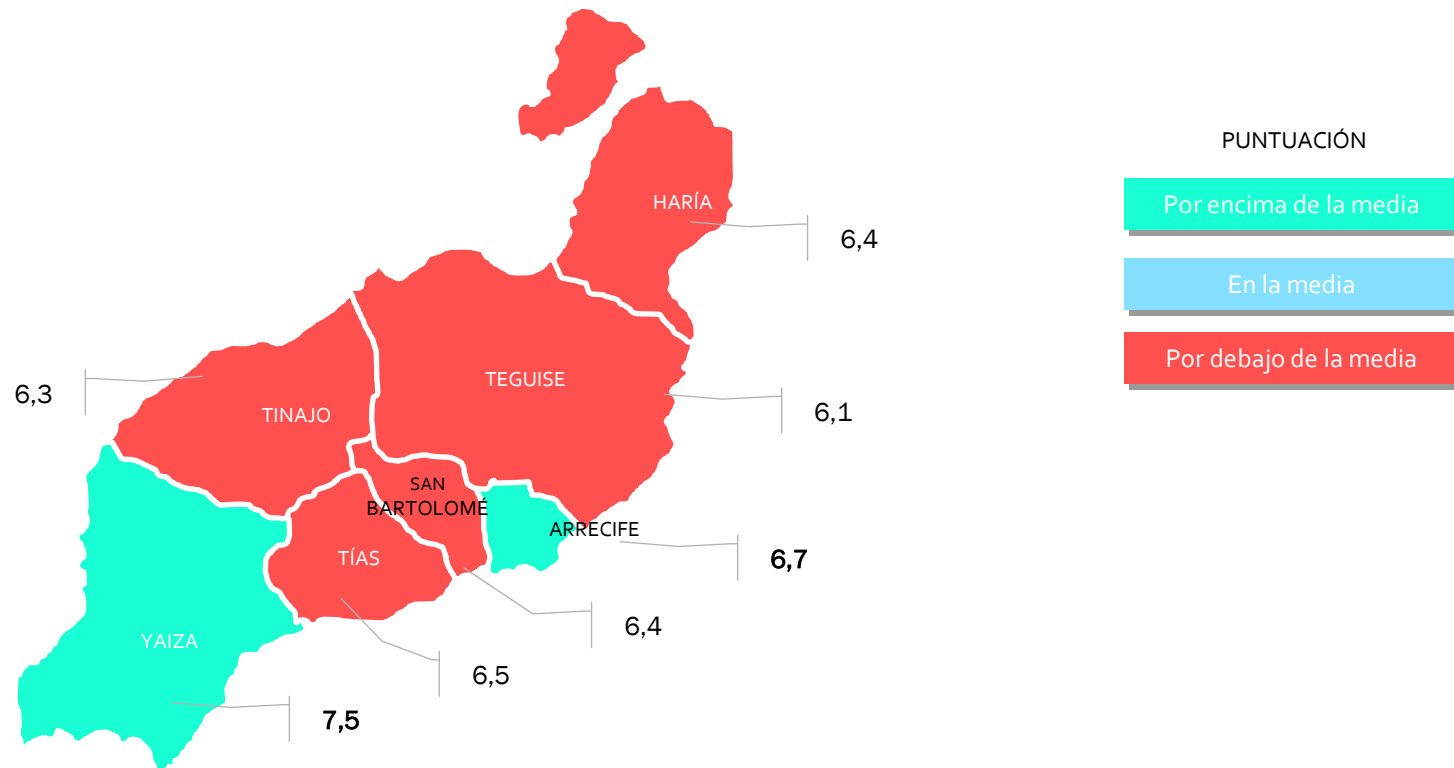 PUNTUACIÓN
Por encima de la media
En la media
Por debajo de la media
HARÍA
6,4
TEGUISE
6,1
TINAJO
6,3
SAN
BARTOLOMÉ
6,4
ARRECIFE
6,7
TÍAS
6,5
YAIZA
7,5